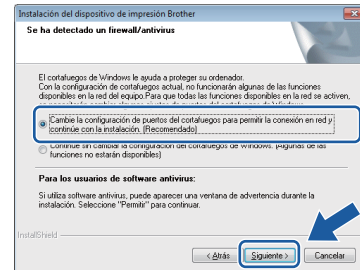 Instalación del dispositivo de impresión Brother
Se ha detectado un firewall/antivirus
El cortafuegos de Windows le ayuda a proteger su ordenador.
Con la configuración de cortafuegos actual, no funcionarán algunas de las funciones
disponibles en la red del equipo.Para que todas las funciones disponibles en la red se activen,
Cambie la configuración de puertos del cortafuegos para permitir la conexión en red y
continúe con la instalación. (Recomendado)
Continúe sin cambiar la configuración del cortafuegos de Windows. (Algunas de las
funciones no estarán disponibles)
Para los usuarios de software antivirus:
Si utiliza software antivirus, puede aparecer una ventana de advertencia durante la
instalación. Seleccione "Permitir" para continuar.
InstallShield
< Atrás
Siguiente >
Cancelar